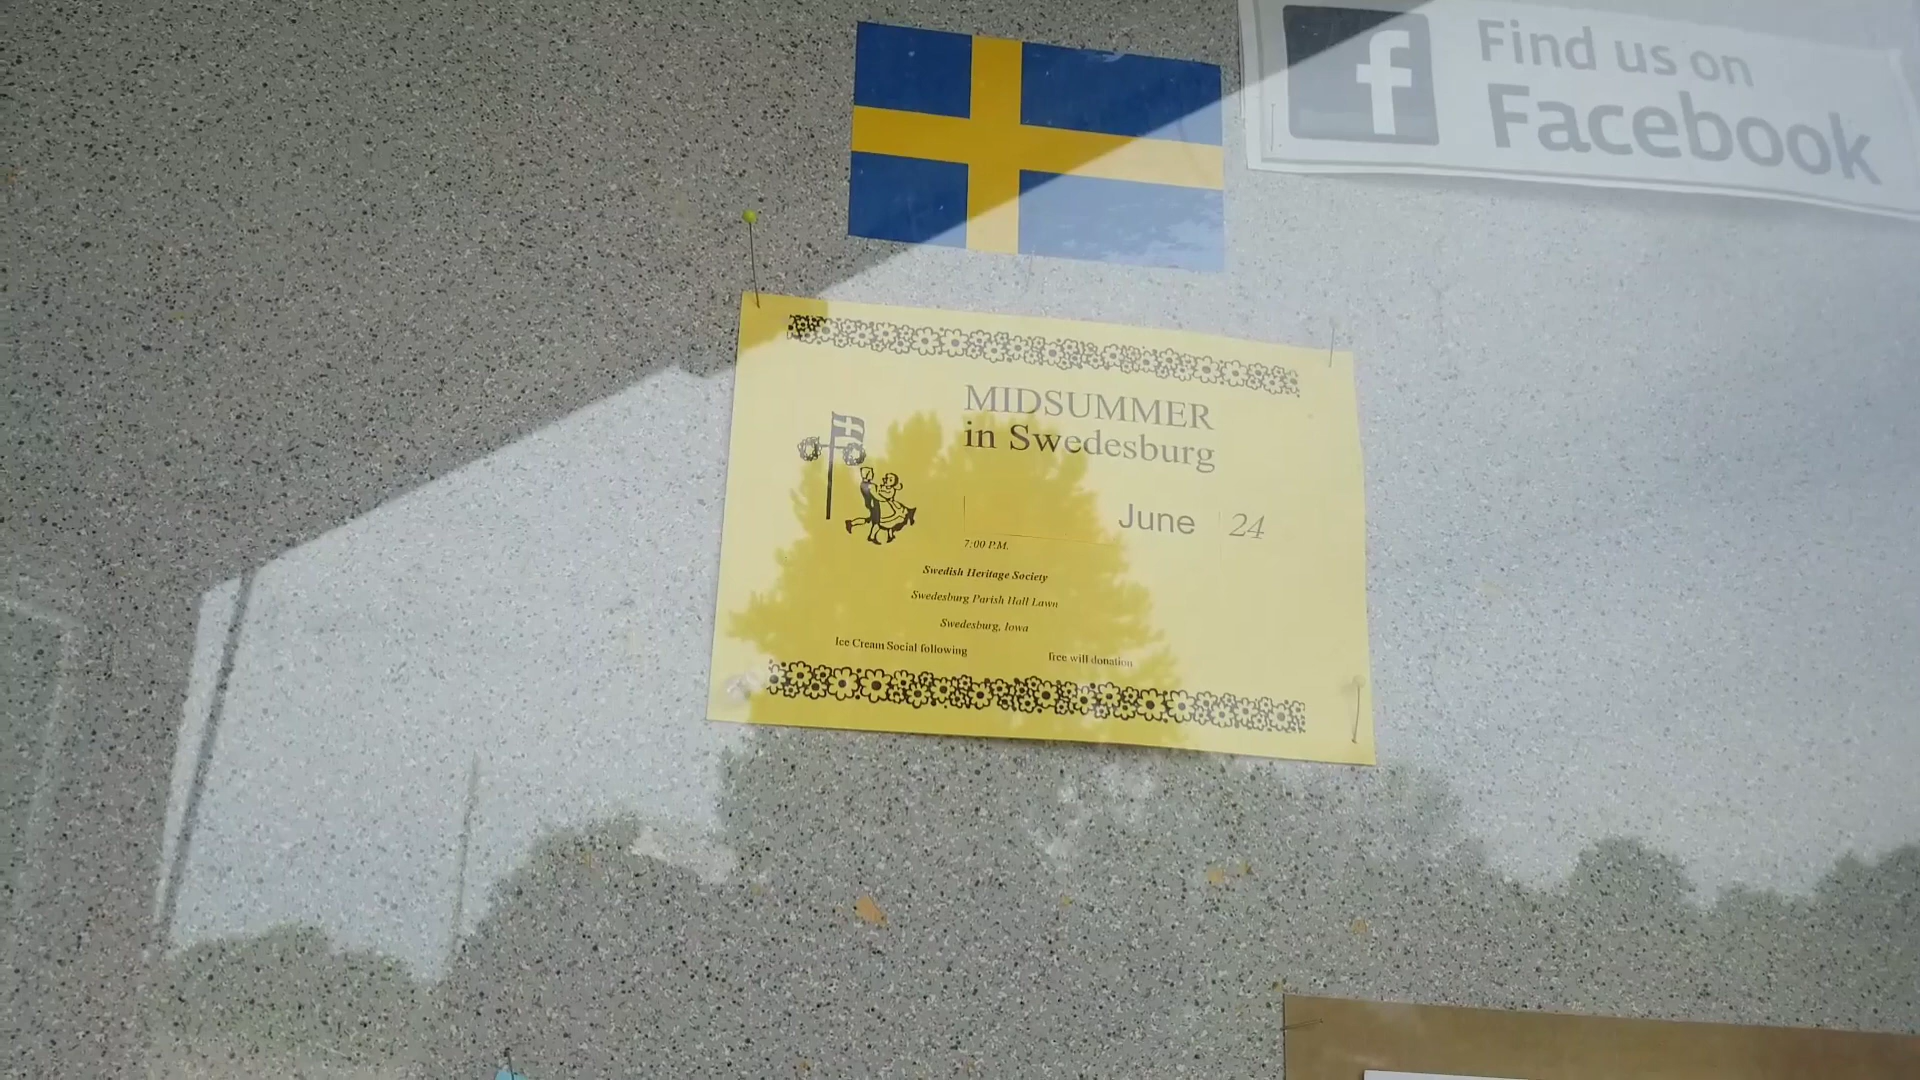 Find us on
Facebook
MIDSUMMER
in Swedesburg
June 24
7:00 P.M.
Swedish Heritage Society
Swedesburg Parish Hall Lawn
Swedesburg, Iowa
Ice Cream Social following free will donation